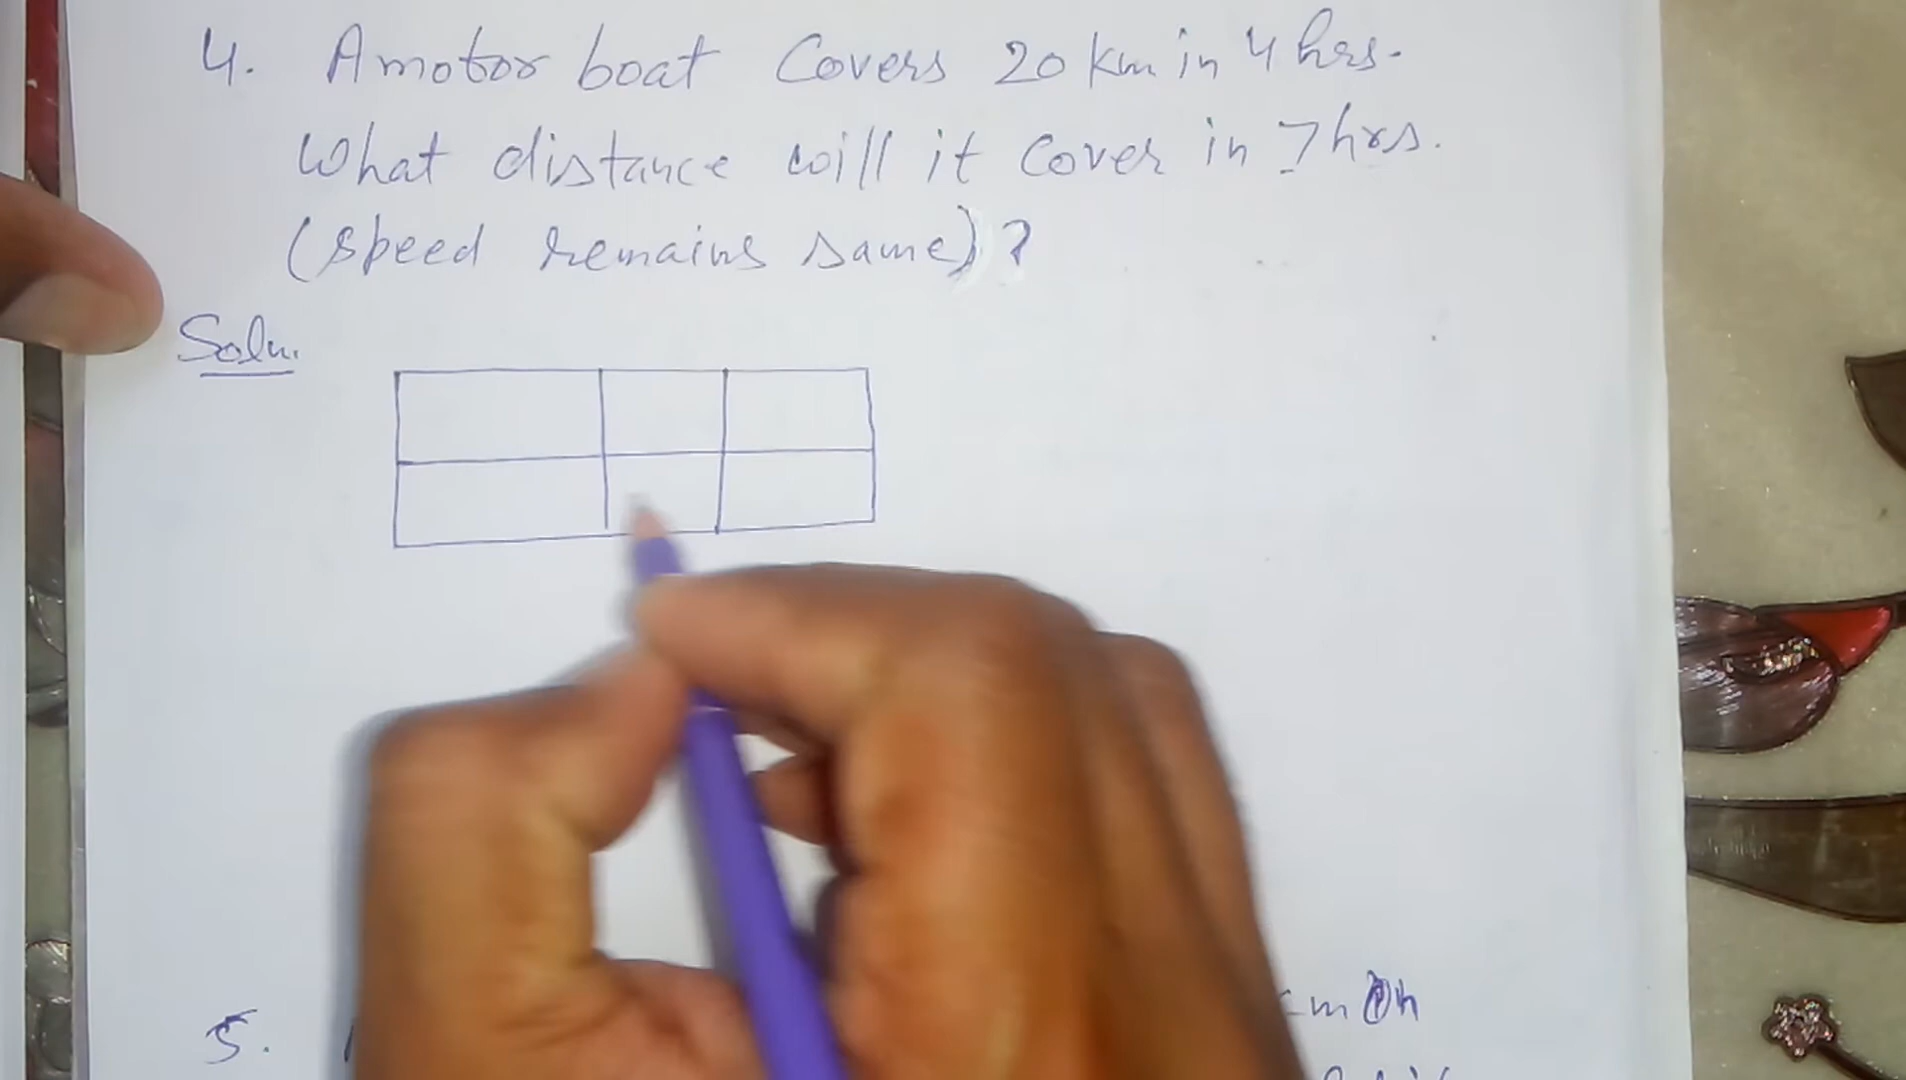 4. A motor boat Covers 20 km in 4 hrs.
What distance will it Cover in 7 hrs.
(speed remains same)?
Soln.
5.